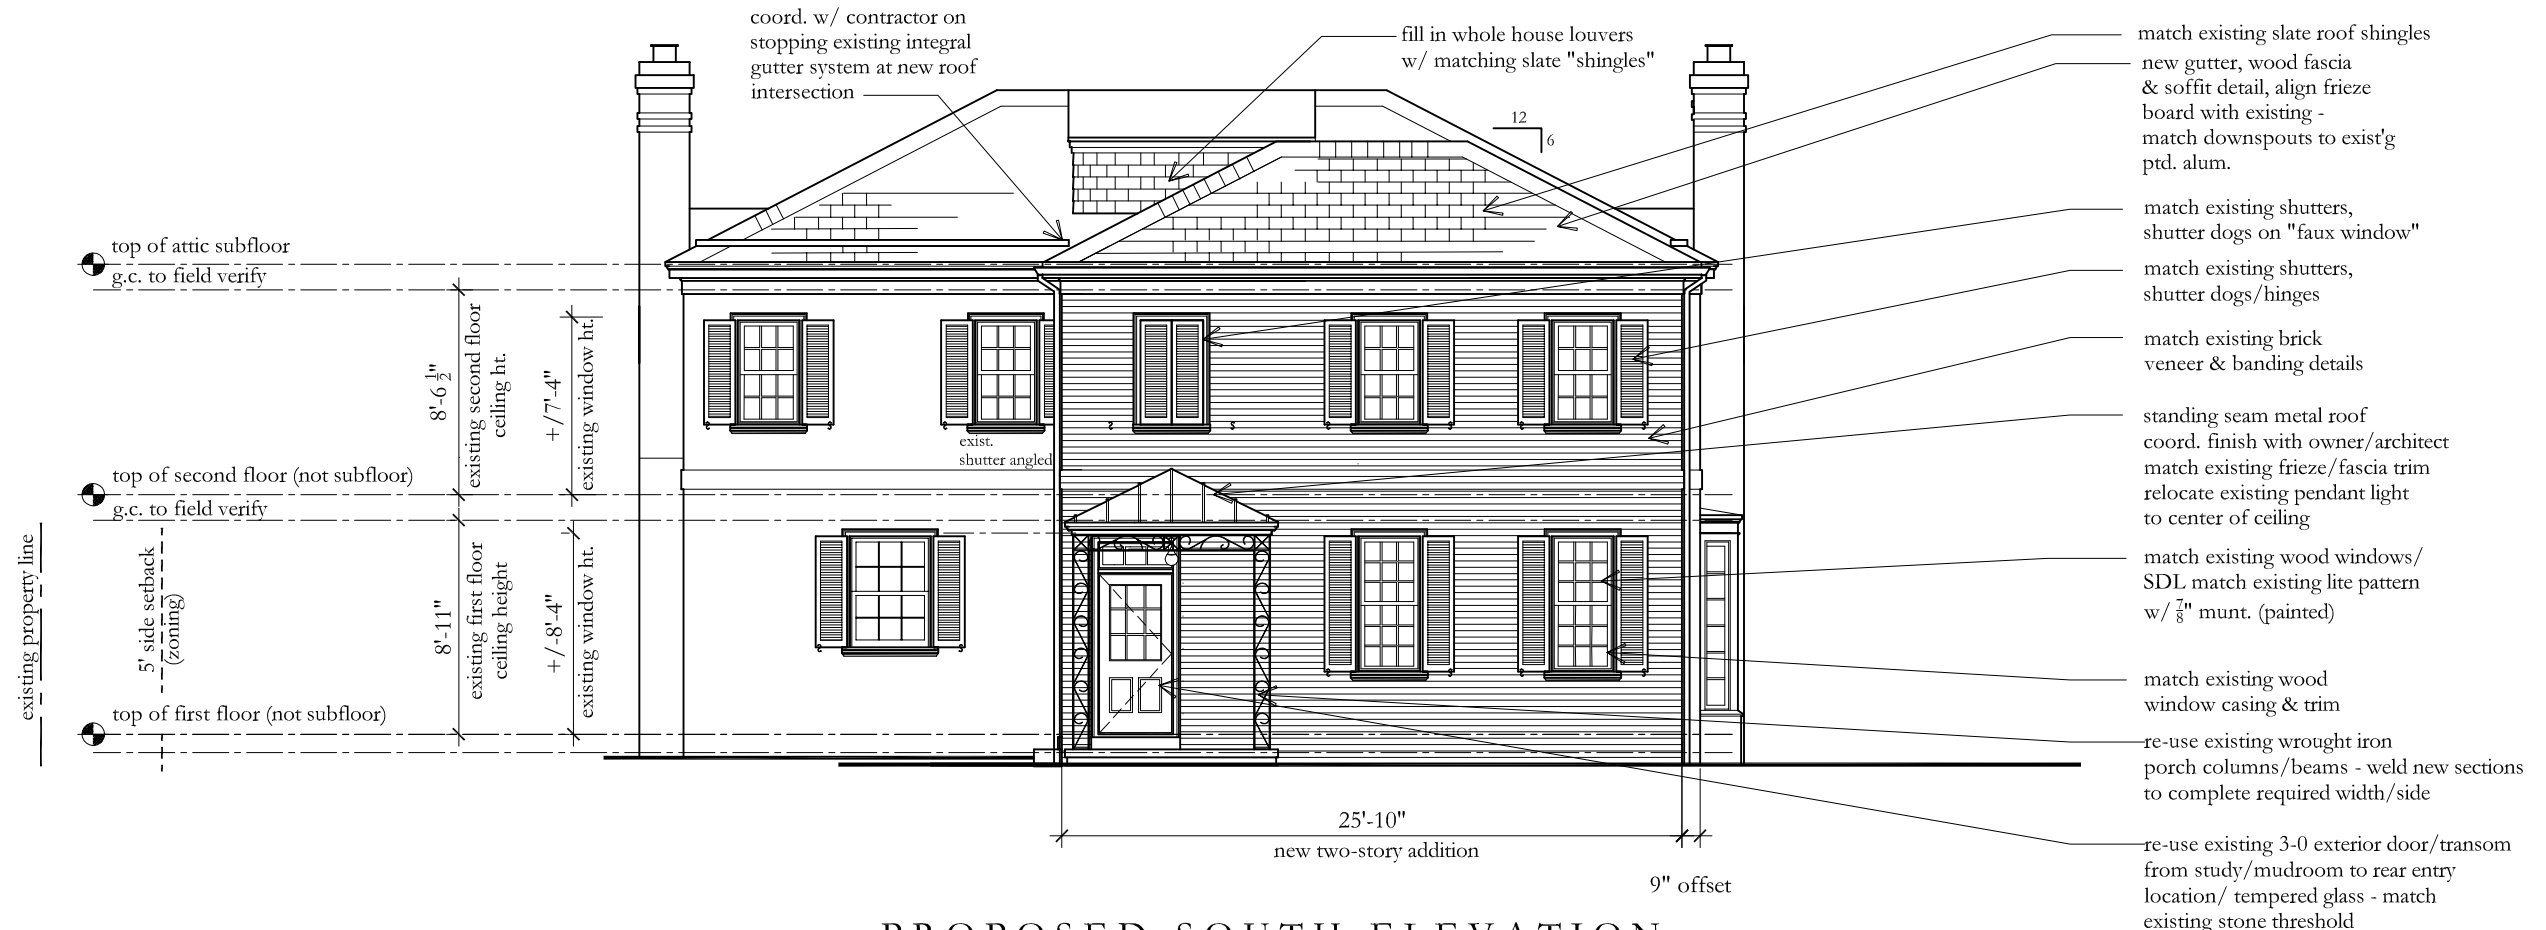 coord. w/ contractor on
stopping existing integral
gutter system at new roof
intersection
fill in whole house louvers
w/ matching slate "shingles"
12
6
match existing slate roof shingles
new gutter, wood fascia
& soffit detail, align frieze
board with existing -
match downspouts to exist'g
ptd. alum.
match existing shutters,
shutter dogs on "faux window"
match existing shutters,
shutter dogs/hinges
match existing brick
veneer & banding details
standing seam metal roof
coord. finish with owner/architect
match existing frieze/fascia trim
relocate existing pendant light
to center of ceiling
match existing wood windows/
SDL match existing lite pattern
w/ 7/8" munt. (painted)
match existing wood
window casing & trim
re-use existing wrought iron
porch columns/beams - weld new sections
to complete required width/side
re-use existing 3-0 exterior door/transom
from study/mudroom to rear entry
location/ tempered glass - match
existing stone threshold
top of attic subfloor
g.c. to field verify
8'-6 1/2"
existing second floor
ceiling ht.
+/7'-4"
existing window ht.
exist.
shutter angled
top of second floor (not subfloor)
g.c. to field verify
existing property line
5' side setback
(zoning)
8'-11"
existing first floor
ceiling height
+/-8'-4"
existing window ht.
top of first floor (not subfloor)
25'-10"
new two-story addition
9" offset
PROPOSED SOUTH ELEVATION